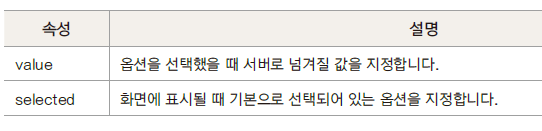 속성 설명
value 옵션을 선택했을 때 서버로 넘겨질 값을 지정합니다.
selected 화면에 표시될 때 기본으로 선택되어 있는 옵션을 지정합니다.